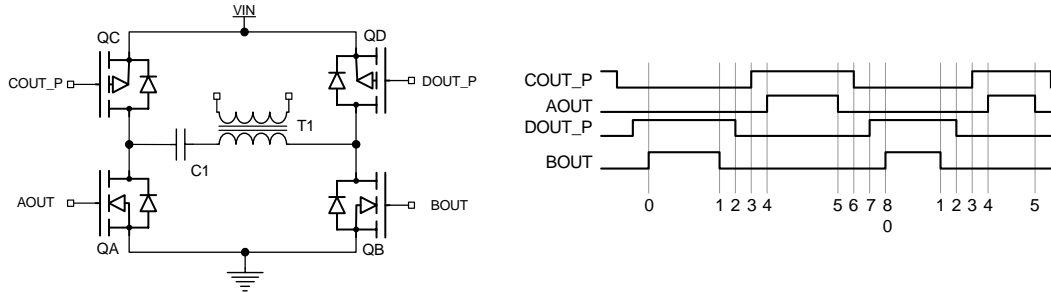 VIN
QC
QD
COUT_P
DOUT_P
T1
C1
AOUT
BOUT
QA
QB
COUT_P
AOUT
DOUT_P
BOUT
0 1 2 3 4 5 6 7 8 1 2 3 4 5
0